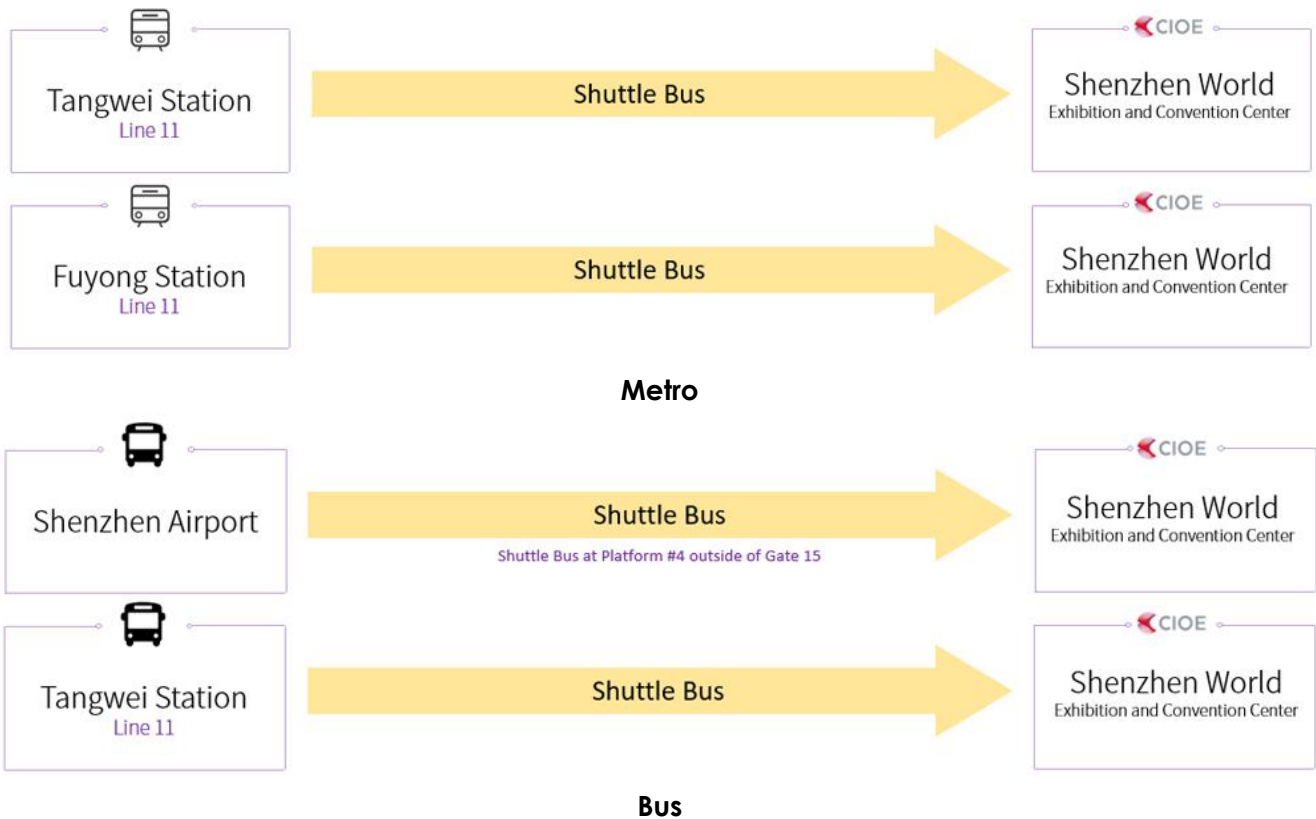 CIOE
Tangwei Station
Line 11
Shuttle Bus
Shenzhen World
Exhibition and Convention Center
CIOE
Fuyong Station
Line 11
Shuttle Bus
Shenzhen World
Exhibition and Convention Center
Metro
CIOE
Shenzhen Airport
Shuttle Bus
Shuttle Bus at Platform #4 outside of Gate 15
Shenzhen World
Exhibition and Convention Center
CIOE
Tangwei Station
Line 11
Shuttle Bus
Shenzhen World
Exhibition and Convention Center
Bus